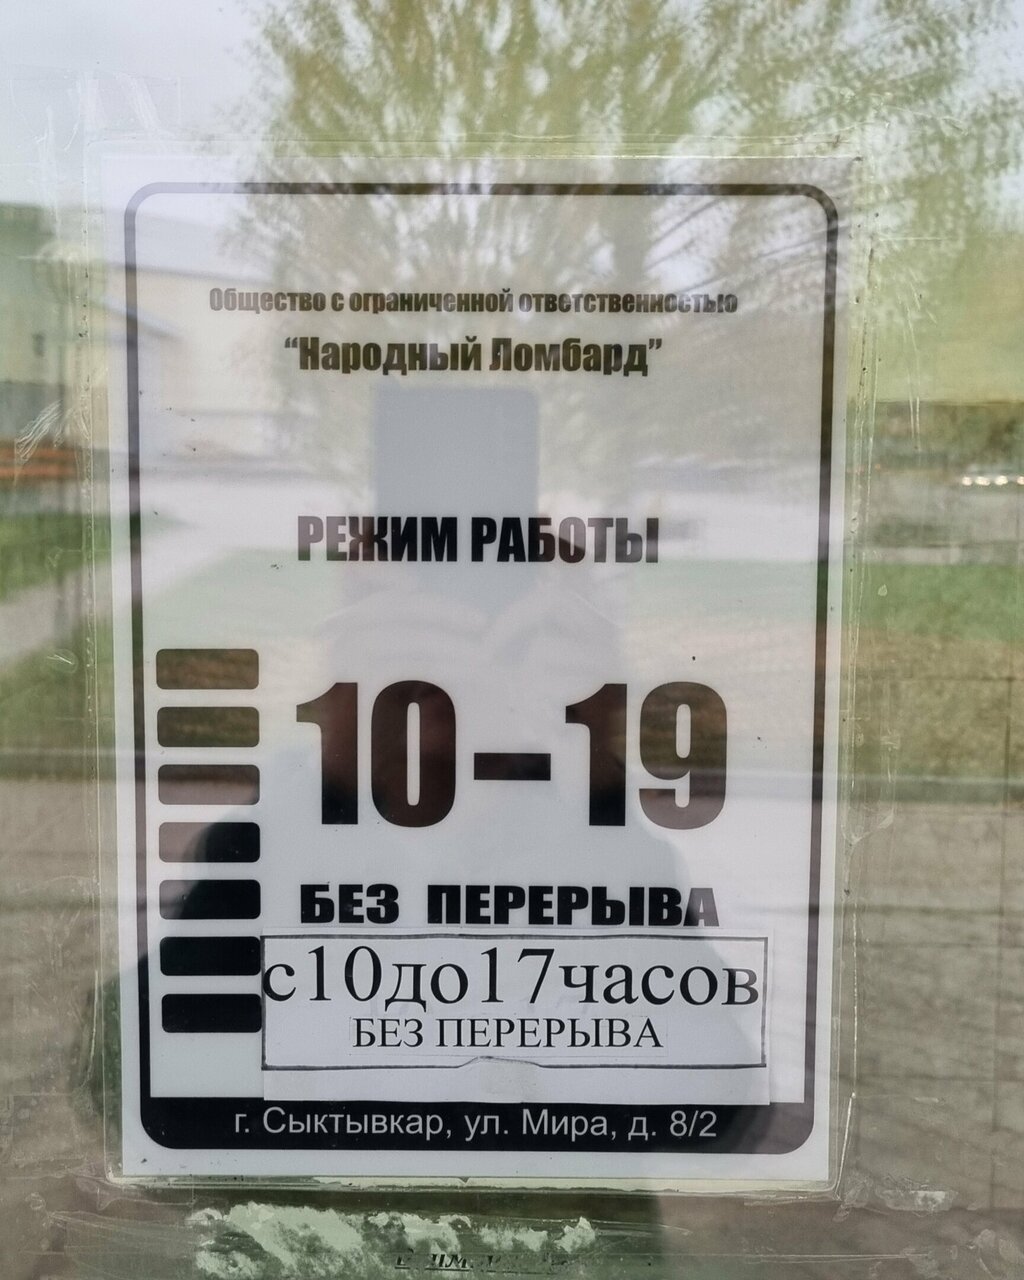 Общество с ограниченной ответственностью
“Народный Ломбард”
РЕЖИМ РАБОТЫ
10–19
БЕЗ ПЕРЕРЫВА
с10до17часов
БЕЗ ПЕРЕРЫВА
г. Сыктывкар, ул. Мира, д. 8/2